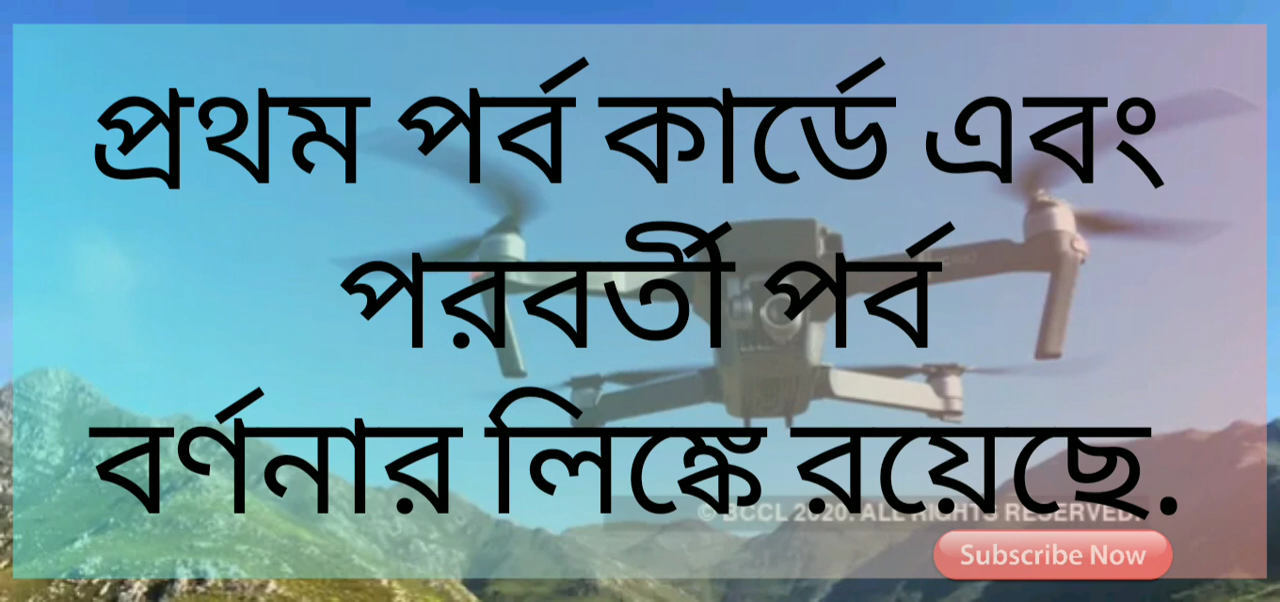 প্রথম পর্ব কার্ডে এবং
পরবর্তী পর্ব
বর্ণনার লিঙ্কে রয়েছে.
© BCCL 2020. ALL RIGHTS RESERVED.
Subscribe Now